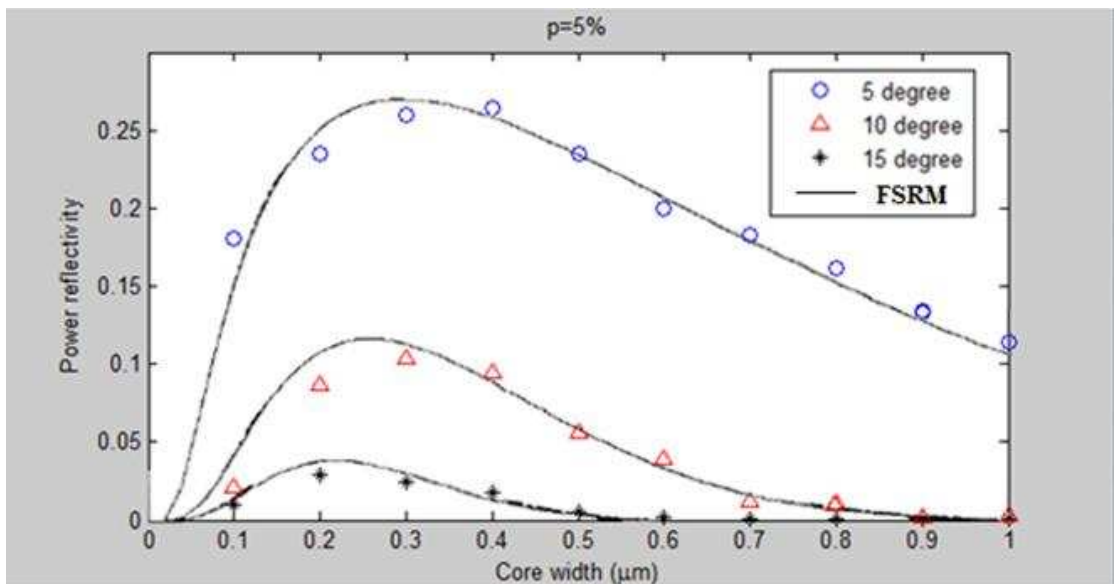 p=5%
Power reflectivity
0.25
0.2
0.15
0.1
0.05
0
5 degree
10 degree
15 degree
FSRM
0 0.1 0.2 0.3 0.4 0.5 0.6 0.7 0.8 0.9 1
Core width (μm)